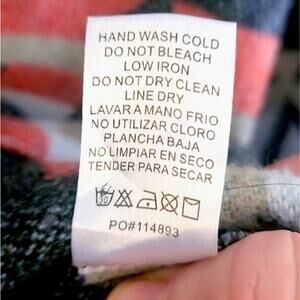 HAND WASH COLD
DO NOT BLEACH
LOW IRON
DO NOT DRY CLEAN
LINE DRY
LAVAR A MANO FRIO
NO UTILIZAR CLORO
PLANCHA BAJA
NO LIMPIAR EN SECO
TENDER PARA SECAR
PO#114893